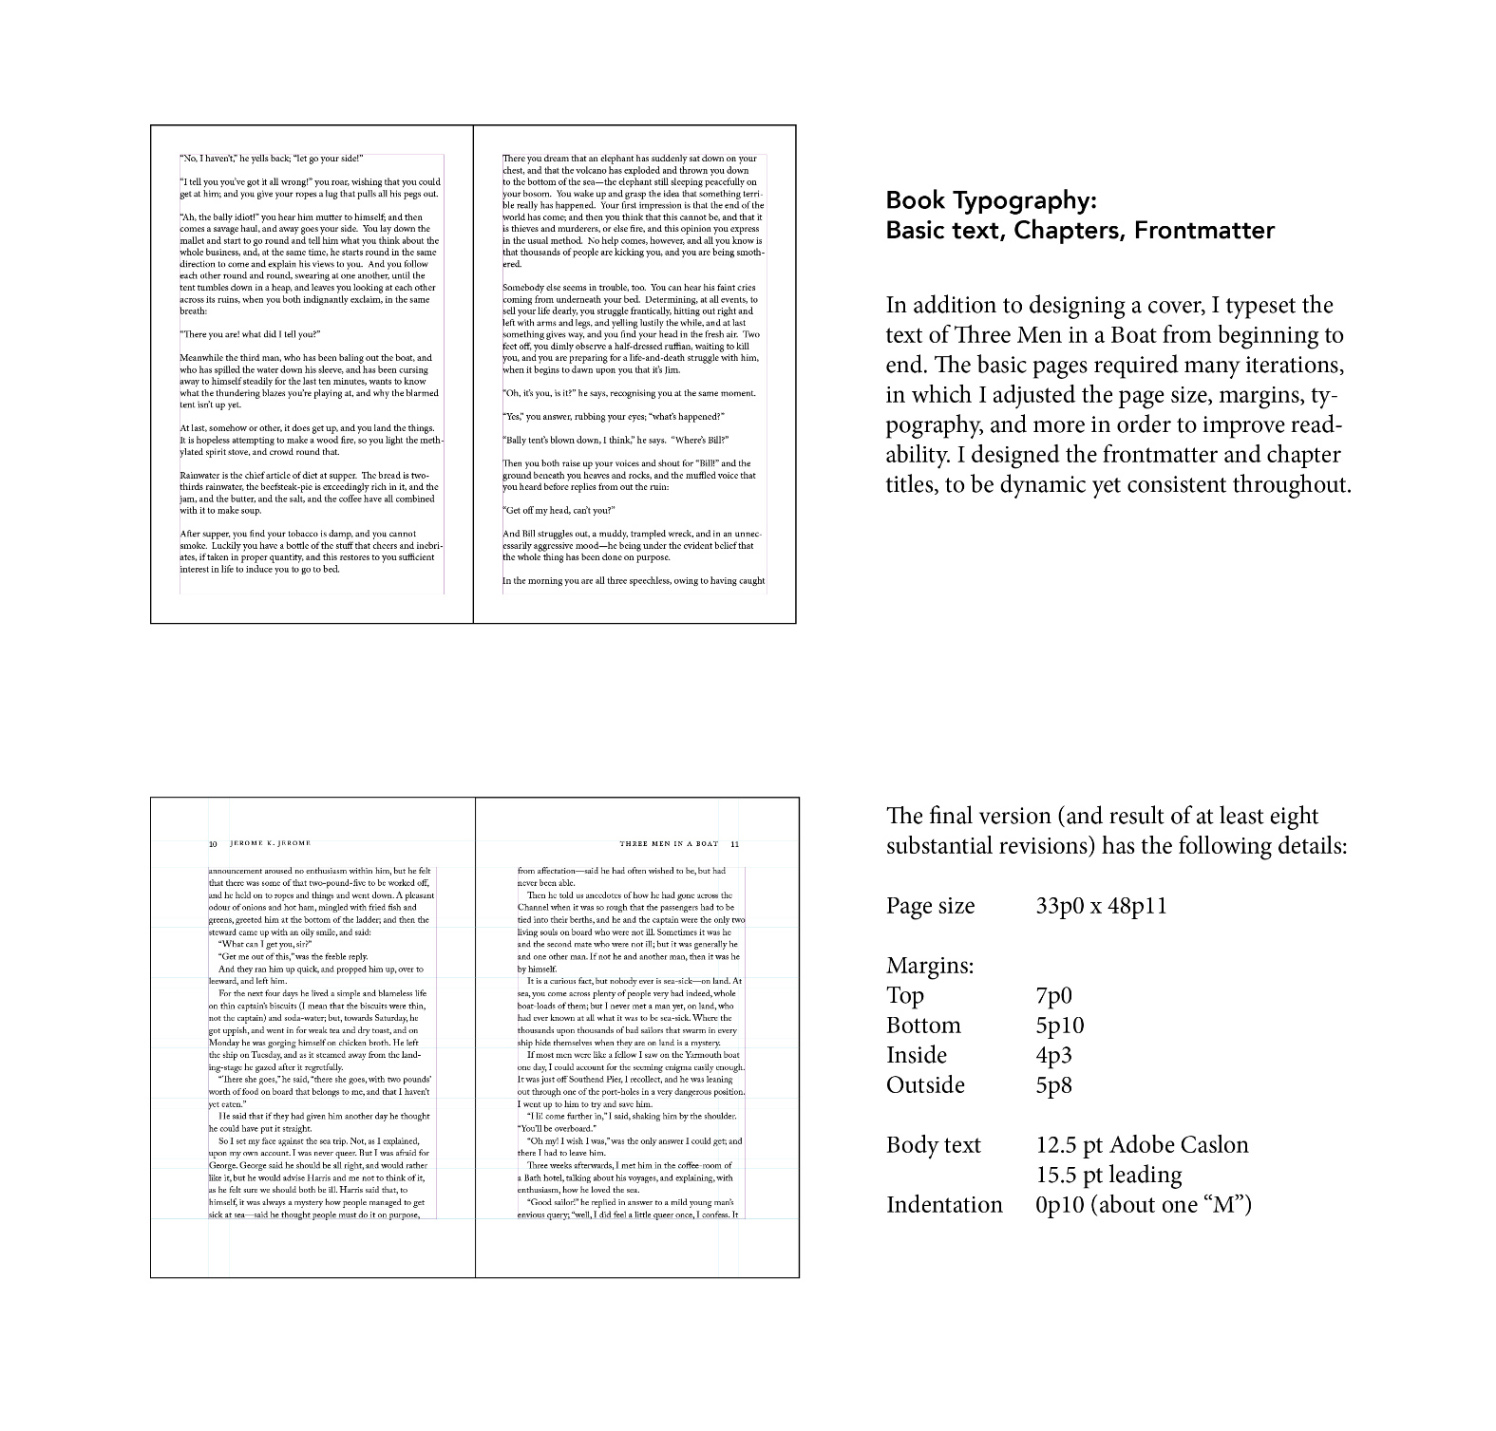 “No, I haven’t,” he yells back; “let go your side!”
“I tell you you’ve got it all wrong!” you roar, wishing that you could
get at him; and you give your ropes a lug that pulls all his pegs out.
“Ah, the bally idiot!” you hear him mutter to himself; and then
comes a savage haul, and away goes your side.  You lay down the
mallet and start to go round and tell him what you think about the
whole business, and, at the same time, he starts round in the same
direction to come and explain his views to you.  And you follow
each other round and round, swearing at one another, until the
tent tumbles down in a heap, and leaves you looking at each other
across its ruins, when you both indignantly exclaim, in the same
breath:
“There you are! what did I tell you?”
Meanwhile the third man, who has been baling out the boat, and
who has spilled the water down his sleeve, and has been cursing
away to himself steadily for the last ten minutes, wants to know
what the thundering blazes you’re playing at, and why the blarmed
tent isn’t up yet.
At last, somehow or other, it does get up, and you land the things.
It is hopeless attempting to make a wood fire, so you light the meth-
ylated spirit stove, and crowd round that.
Rainwater is the chief article of diet at supper.  The bread is two-
thirds rainwater, the beefsteak-pie is exceedingly rich in it, and the
jam, and the butter, and the salt, and the coffee have all combined
with it to make soup.
After supper, you find your tobacco is damp, and you cannot
smoke.  Luckily you have a bottle of the stuff that cheers and inebri-
ates, if taken in proper quantity, and this restores to you sufficient
interest in life to induce you to go to bed.
There you dream that an elephant has suddenly sat down on your
chest, and that the volcano has exploded and thrown you down
to the bottom of the sea—the elephant still sleeping peacefully on
your bosom.  You wake up and grasp the idea that something terri-
ble really has happened.  Your first impression is that the end of the
world has come; and then you think that this cannot be, and that it
is thieves and murderers, or else fire, and this opinion you express
in the usual method.  No help comes, however, and all you know is
that thousands of people are kicking you, and you are being smoth-
ered.
Somebody else seems in trouble, too.  You can hear his faint cries
coming from underneath your bed.  Determining, at all events, to
sell your life dearly, you struggle frantically, hitting out right and
left with arms and legs, and yelling lustily the while, and at last
something gives way, and you find your head in the fresh air.  Two
feet off, you dimly observe a half-dressed ruffian, waiting to kill
you, and you are preparing for a life-and-death struggle with him,
when it begins to dawn upon you that it’s Jim.
“Oh, it’s you, is it?” he says, recognising you at the same moment.
“Yes,” you answer, rubbing your eyes; “what’s happened?”
“Bally tent’s blown down, I think,” he says.  “Where’s Bill?”
Then you both raise up your voices and shout for “Bill!” and the
ground beneath you heaves and rocks, and the muffled voice that
you heard before replies from out the ruin:
“Get off my head, can’t you?”
And Bill struggles out, a muddy, trampled wreck, and in an unnec-
essarily aggressive mood—he being under the evident belief that
the whole thing has been done on purpose.
In the morning you are all three speechless, owing to having caught
Book Typography:
Basic text, Chapters, Frontmatter
In addition to designing a cover, I typeset the
text of Three Men in a Boat from beginning to
end. The basic pages required many iterations,
in which I adjusted the page size, margins, ty-
pography, and more in order to improve read-
ability. I designed the frontmatter and chapter
titles, to be dynamic yet consistent throughout.
10 JEROME K. JEROME
announcement aroused no enthusiasm within him, but he felt
that there was some of that two-pound-five to be worked off,
and he held on to ropes and things and went down. A pleasant
odour of onions and hot ham, mingled with fried fish and
greens, greeted him at the bottom of the ladder; and then the
steward came up with an oily smile, and said:
“What can I get you, sir?”
“Get me out of this,” was the feeble reply.
And they ran him up quick, and propped him up, over to
leeward, and left him.
For the next four days he lived a simple and blameless life
on thin captain’s biscuits (I mean that the biscuits were thin,
not the captain) and soda-water; but, towards Saturday, he
got uppish, and went in for weak tea and dry toast, and on
Monday he was gorging himself on chicken broth. He left
the ship on Tuesday, and as it steamed away from the land-
ing-stage he gazed after it regretfully.
“There she goes,” he said, “there she goes, with two pounds’
worth of food on board that belongs to me, and that I haven’t
yet eaten.”
He said that if they had given him another day he thought
he could have put it straight.
So I set my face against the sea trip. Not, as I explained,
upon my own account. I was never queer. But I was afraid for
George. George said he should be all right, and would rather
like it, but he would advise Harris and me not to think of it,
as he felt sure we should both be ill. Harris said that, to
himself, it was always a mystery how people managed to get
sick at sea—said he thought people must do it on purpose,
THREE MEN IN A BOAT 11
from affectation—said he had often wished to be, but had
never been able.
Then he told us anecdotes of how he had gone across the
Channel when it was so rough that the passengers had to be
tied into their berths, and he and the captain were the only two
living souls on board who were not ill. Sometimes it was he
and the second mate who were not ill; but it was generally he
and one other man. If not he and another man, then it was he
by himself.
It is a curious fact, but nobody ever is sea-sick—on land. At
sea, you come across plenty of people very bad indeed, whole
boat-loads of them; but I never met a man yet, on land, who
had ever known at all what it was to be sea-sick. Where the
thousands upon thousands of bad sailors that swarm in every
ship hide themselves when they are on land is a mystery.
If most men were like a fellow I saw on the Yarmouth boat
one day, I could account for the seeming enigma easily enough.
It was just off Southend Pier, I recollect, and he was leaning
out through one of the port-holes in a very dangerous position.
I went up to him to try and save him.
“Hi! come further in,” I said, shaking him by the shoulder.
“You’ll be overboard.”
“Oh my! I wish I was,” was the only answer I could get; and
there I had to leave him.
Three weeks afterwards, I met him in the coffee-room of
a Bath hotel, talking about his voyages, and explaining, with
enthusiasm, how he loved the sea.
“Good sailor!” he replied in answer to a mild young man’s
envious query; “well, I did feel a little queer once, I confess. It
The final version (and result of at least eight
substantial revisions) has the following details:
Page size 33p0 x 48p11
Margins:
Top 7p0
Bottom 5p10
Inside 4p3
Outside 5p8
Body text 12.5 pt Adobe Caslon
15.5 pt leading
Indentation 0p10 (about one “M”)